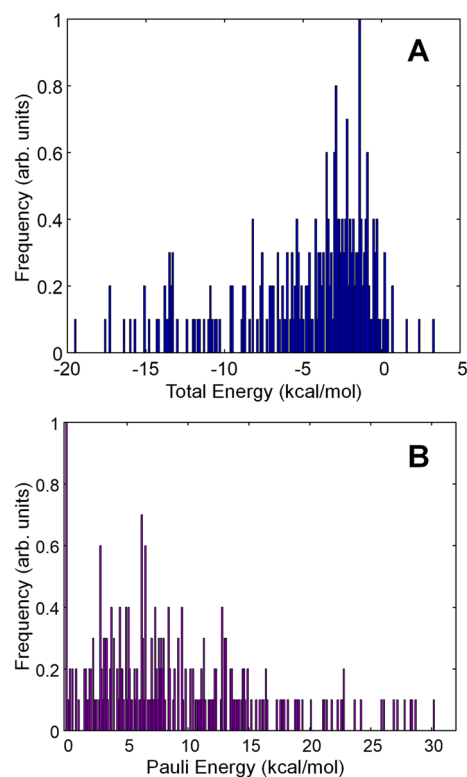 A
1
0.8
0.6
0.4
0.2
0
Frequency (arb. units)
-20 -15 -10 -5 0 5
Total Energy (kcal/mol)
B
1
0.8
0.6
0.4
0.2
0
Frequency (arb. units)
0 5 10 15 20 25 30
Pauli Energy (kcal/mol)